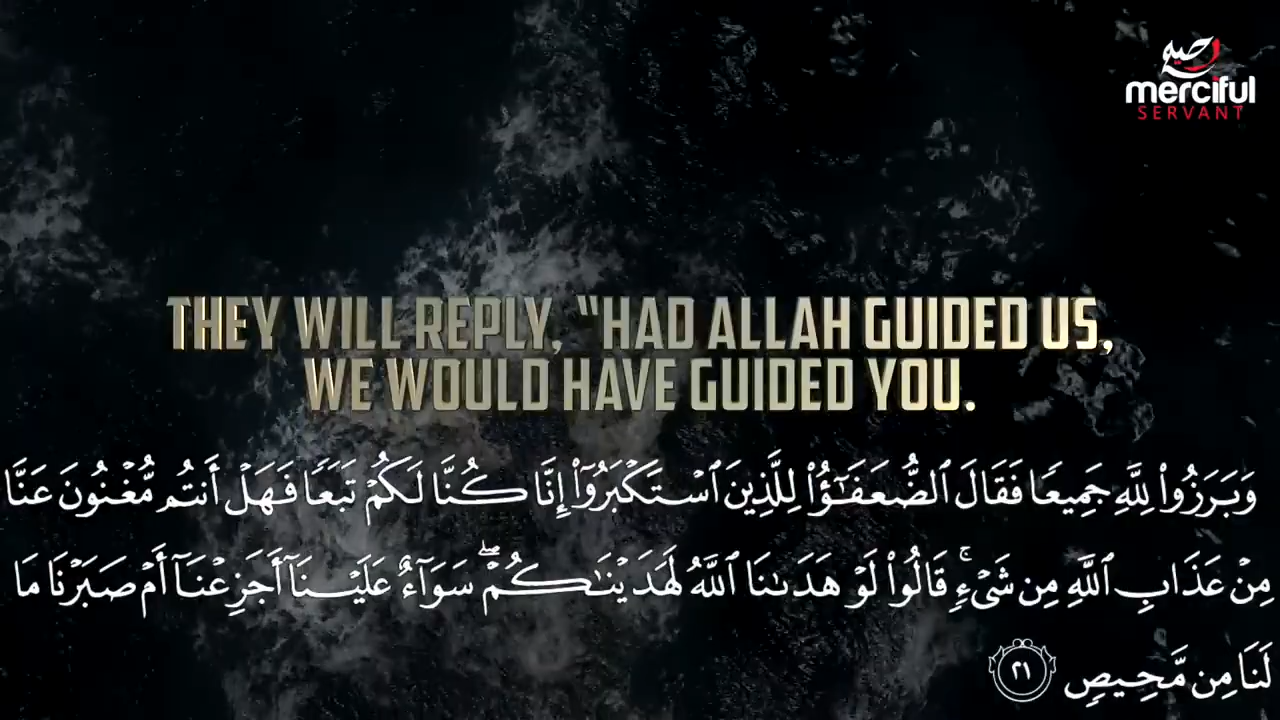 رحيم
merciful
SERVANT
THEY WILL REPLY, “HAD ALLAH GUIDED US,
WE WOULD HAVE GUIDED YOU.
وَبَرَزُوا۟ لِلَّهِ جَمِيعًا فَقَالَ ٱلضُّعَفَـٰٓؤُا۟ لِلَّذِينَ ٱسْتَكْبَرُوٓا۟ إِنَّا كُنَّا لَكُمْ تَبَعًا فَهَلْ أَنتُم مُّغْنُونَ عَنَّا
مِنْ عَذَابِ ٱللَّهِ مِن شَىْءٍۢ ۚ قَالُوا۟ لَوْ هَدَىٰنَا ٱللَّهُ لَهَدَيْنَـٰكُمْ ۖ سَوَآءٌ عَلَيْنَآ أَجَزِعْنَآ أَمْ صَبَرْنَا مَا
لَنَا مِن مَّحِيصٍ ٢١